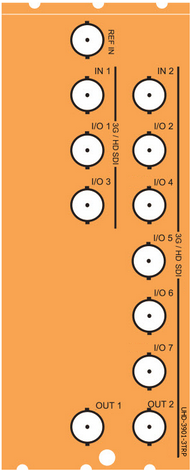 REF IN
IN 1
IN 2
I/O 1
3G / HD SDI
I/O 2
I/O 3
I/O 4
I/O 5
3G / HD SDI
I/O 6
I/O 7
OUT 1
OUT 2
UHD-3901-3TR P